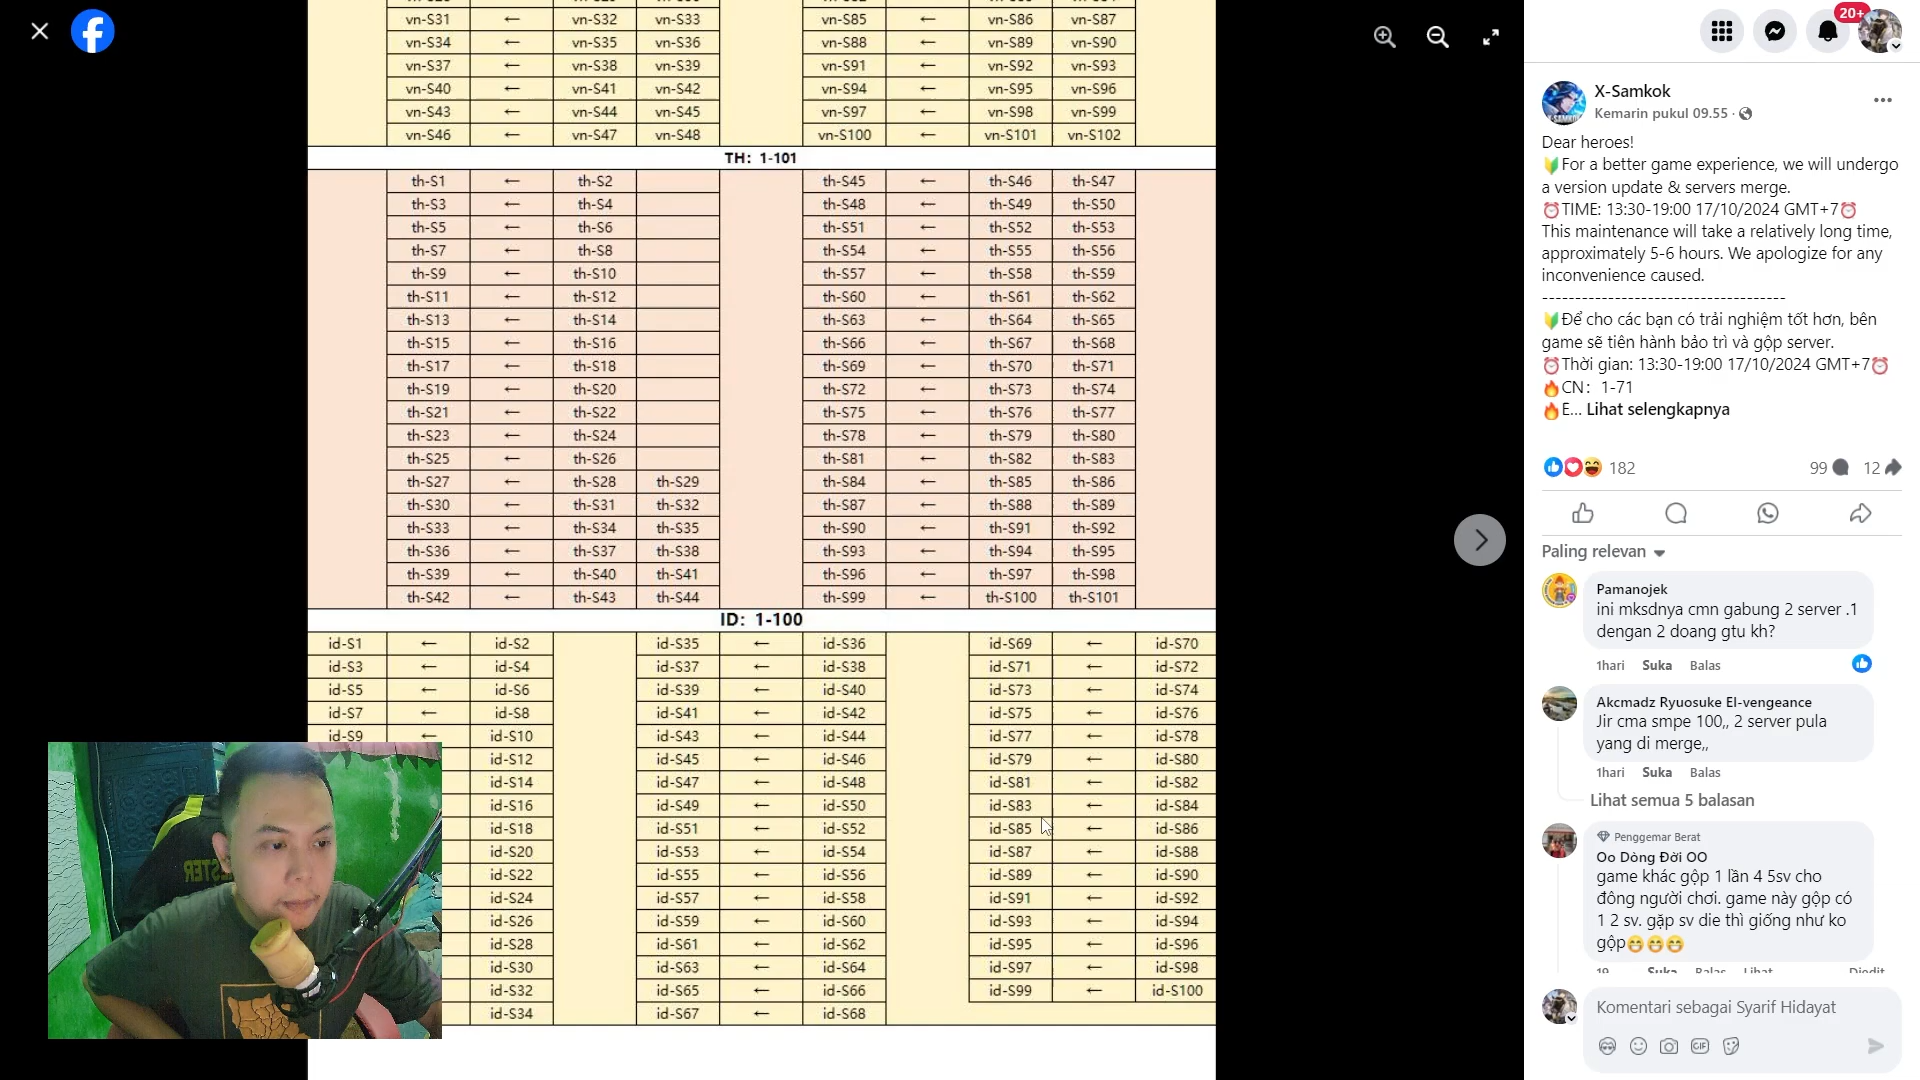 vn-S31 ← vn-S32 vn-S33 vn-S85 ← vn-S86 vn-S87
vn-S34 ← vn-S35 vn-S36 vn-S88 ← vn-S89 vn-S90
vn-S37 ← vn-S38 vn-S39 vn-S91 ← vn-S92 vn-S93
vn-S40 ← vn-S41 vn-S42 vn-S94 ← vn-S95 vn-S96
vn-S43 ← vn-S44 vn-S45 vn-S97 ← vn-S98 vn-S99
vn-S46 ← vn-S47 vn-S48 vn-S100 ← vn-S101 vn-S102
TH: 1-101
th-S1 ← th-S2 th-S45 ← th-S46 th-S47
th-S3 ← th-S4 th-S48 ← th-S49 th-S50
th-S5 ← th-S6 th-S51 ← th-S52 th-S53
th-S7 ← th-S8 th-S54 ← th-S55 th-S56
th-S9 ← th-S10 th-S57 ← th-S58 th-S59
th-S11 ← th-S12 th-S60 ← th-S61 th-S62
th-S13 ← th-S14 th-S63 ← th-S64 th-S65
th-S15 ← th-S16 th-S66 ← th-S67 th-S68
th-S17 ← th-S18 th-S69 ← th-S70 th-S71
th-S19 ← th-S20 th-S72 ← th-S73 th-S74
th-S21 ← th-S22 th-S75 ← th-S76 th-S77
th-S23 ← th-S24 th-S78 ← th-S79 th-S80
th-S25 ← th-S26 th-S81 ← th-S82 th-S83
th-S27 ← th-S28 th-S29 th-S84 ← th-S85 th-S86
th-S30 ← th-S31 th-S32 th-S87 ← th-S88 th-S89
th-S33 ← th-S34 th-S35 th-S90 ← th-S91 th-S92
th-S36 ← th-S37 th-S38 th-S93 ← th-S94 th-S95
th-S39 ← th-S40 th-S41 th-S96 ← th-S97 th-S98
th-S42 ← th-S43 th-S44 th-S99 ← th-S100 th-S101
ID: 1-100
id-S1 ← id-S2 id-S35 ← id-S36 id-S69 ← id-S70
id-S3 ← id-S4 id-S37 ← id-S38 id-S71 ← id-S72
id-S5 ← id-S6 id-S39 ← id-S40 id-S73 ← id-S74
id-S7 ← id-S8 id-S41 ← id-S42 id-S75 ← id-S76
id-S9 ← id-S10 id-S43 ← id-S44 id-S77 ← id-S78
id-S12 id-S45 ← id-S46 id-S79 ← id-S80
id-S14 id-S47 ← id-S48 id-S81 ← id-S82
id-S16 id-S49 ← id-S50 id-S83 ← id-S84
id-S18 id-S51 ← id-S52 id-S85 ← id-S86
id-S20 id-S53 ← id-S54 id-S87 ← id-S88
id-S22 id-S55 ← id-S56 id-S89 ← id-S90
id-S24 id-S57 ← id-S58 id-S91 ← id-S92
id-S26 id-S59 ← id-S60 id-S93 ← id-S94
id-S28 id-S61 ← id-S62 id-S95 ← id-S96
id-S30 id-S63 ← id-S64 id-S97 ← id-S98
id-S32 id-S65 ← id-S66 id-S99 ← id-S100
id-S34 id-S67 ← id-S68
20+
X-Samkok
Kemarin pukul 09.55 ·
Dear heroes!
🔰For a better game experience, we will undergo
a version update & servers merge.
⏰TIME: 13:30-19:00 17/10/2024 GMT+7⏰
This maintenance will take a relatively long time,
approximately 5-6 hours. We apologize for any
inconvenience caused.
-------------------------------------
🔰Để cho các bạn có trải nghiệm tốt hơn, bên
game sẽ tiên hành bảo trì và gộp server.
⏰Thời gian: 13:30-19:00 17/10/2024 GMT+7⏰
🔥CN：1-71
🔥E... Lihat selengkapnya
182 99 12
Paling relevan
Pamanojek
ini mksdnya cmn gabung 2 server .1
dengan 2 doang gtu kh?
1hari Suka Balas
Akcmadz Ryuosuke El-vengeance
Jir cma smpe 100,, 2 server pula
yang di merge,,
1hari Suka Balas
Lihat semua 5 balasan
Penggemar Berat
Oo Dòng Đời OO
game khác gộp 1 lần 4 5sv cho
đông người chơi. game này gộp có
1 2 sv. gặp sv die thì giống như ko
gộp😁😁😁
19 Suka Balas Lihat Diedit
Komentari sebagai Syarif Hidayat
GIF